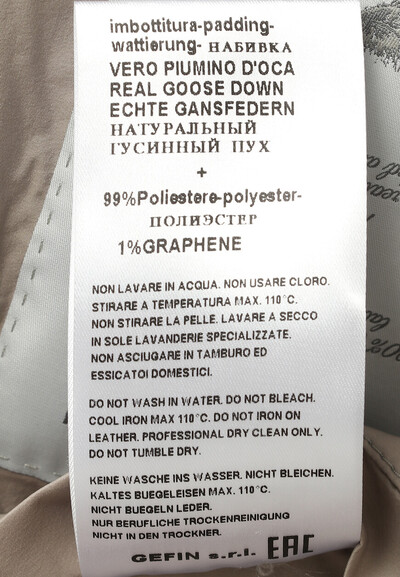 imbottitura-padding-
wattierung- НАБИВКА
VERO PIUMINO D'OCA
REAL GOOSE DOWN
ECHTE GANSFEDERN
НАТУРАЛЬНЫЙ
ГУСИННЫЙ ПУХ
+
99%Poliestere-polyester-
ПОЛИЭСТЕР
1%GRAPHENE
NON LAVARE IN ACQUA. NON USARE CLORO.
STIRARE A TEMPERATURA MAX. 110°C.
NON STIRARE LA PELLE. LAVARE A SECCO
IN SOLE LAVANDERIE SPECIALIZZATE.
NON ASCIUGARE IN TAMBURO ED
ESSICATOI DOMESTICI.
DO NOT WASH IN WATER. DO NOT BLEACH.
COOL IRON MAX 110°C. DO NOT IRON ON
LEATHER. PROFESSIONAL DRY CLEAN ONLY.
DO NOT TUMBLE DRY.
KEINE WASCHE INS WASSER. NICHT BLEICHEN.
KALTES BUEGELEISEN MAX. 110°C.
NICHT BUEGELN LEDER.
NUR BERUFLICHE TROCKENREINIGUNG
NICHT IN DEN TROCKNER.
GEFIN s.r.l. EAC